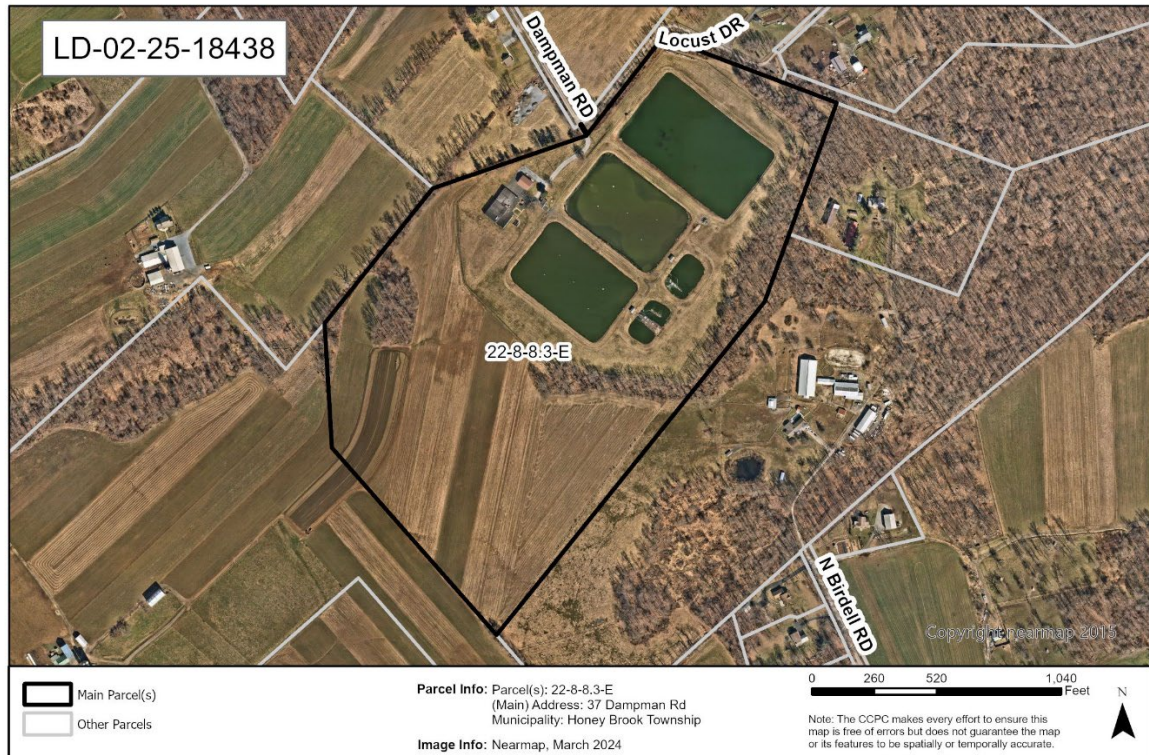 LD-02-25-18438
Dampman RD
Locust DR
22-8-8.3-E
N Birdell RD
Copyright nearmap 2015
Main Parcel(s)
Other Parcels
Parcel Info: Parcel(s): 22-8-8.3-E
(Main) Address: 37 Dampman Rd
Municipality: Honey Brook Township
Image Info: Nearmap, March 2024
0 260 520 1,040
Feet
Note: The CCPC makes every effort to ensure this
map is free of errors but does not guarantee the map
or its features to be spatially or temporally accurate.
N